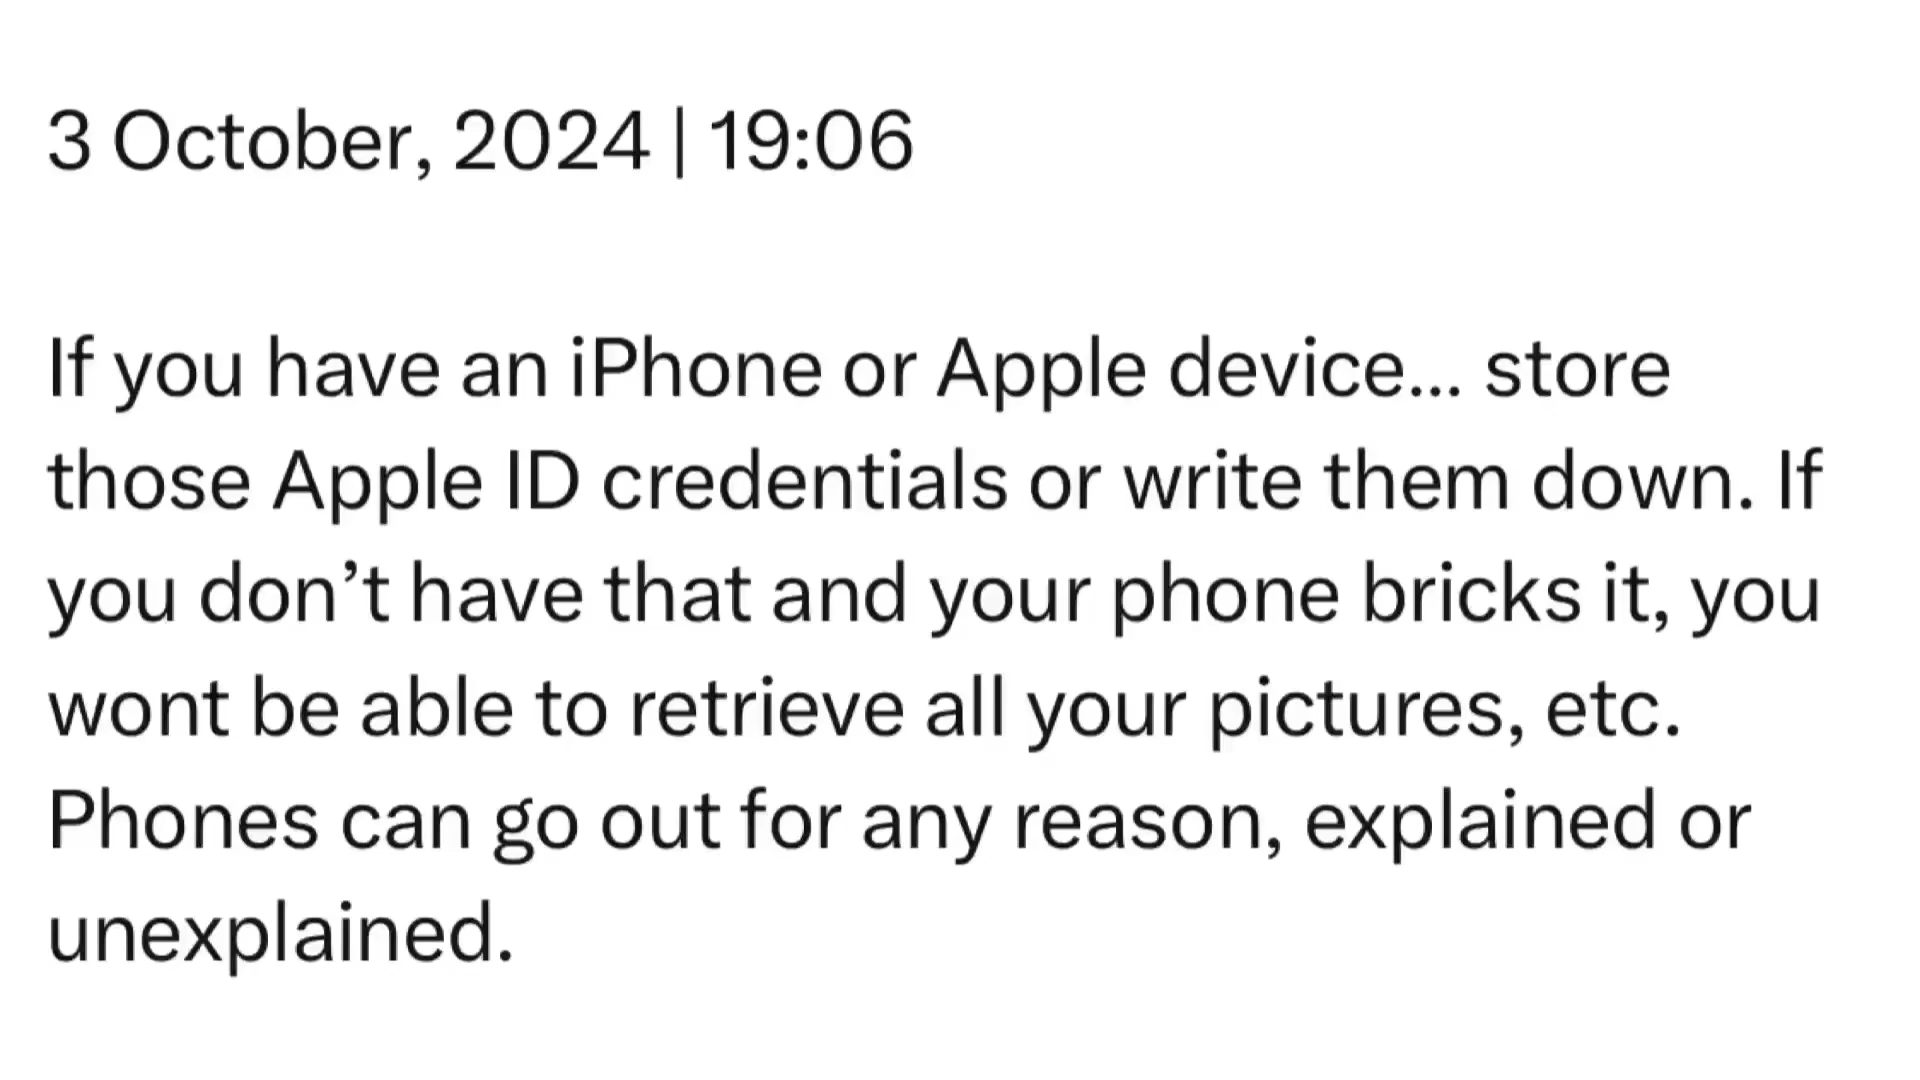 3 October, 2024 | 19:06
If you have an iPhone or Apple device... store
those Apple ID credentials or write them down. If
you don’t have that and your phone bricks it, you
wont be able to retrieve all your pictures, etc.
Phones can go out for any reason, explained or
unexplained.